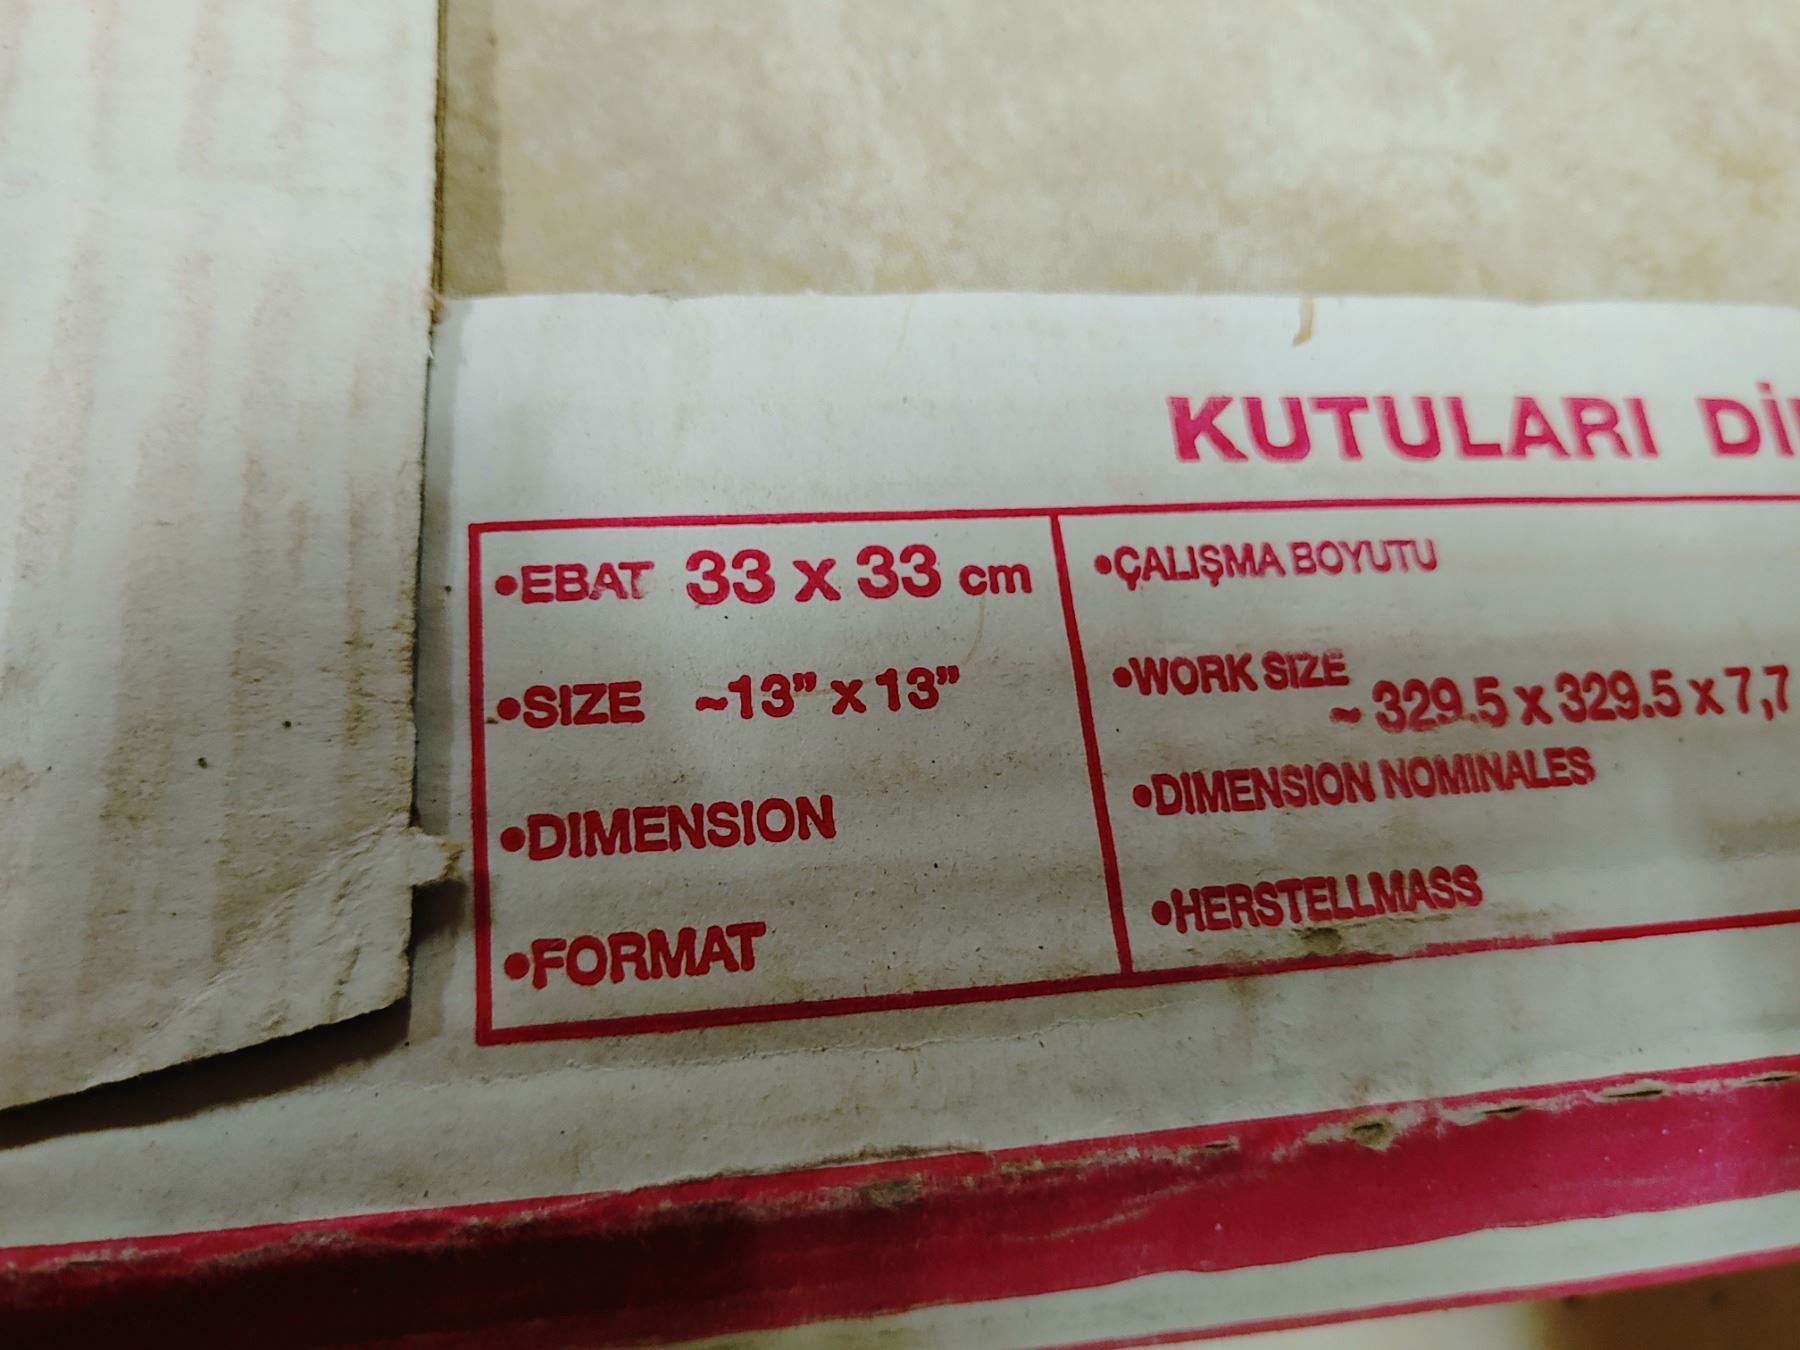 KUTULARI
•EBAT 33 x 33 cm
•SIZE ~13” x 13”
•DIMENSION
•FORMAT
•ÇALIŞMA BOYUTU
•WORK SIZE
~ 329.5 x 329.5 x 7,7
•DIMENSION NOMINALES
•HERSTELLMASS